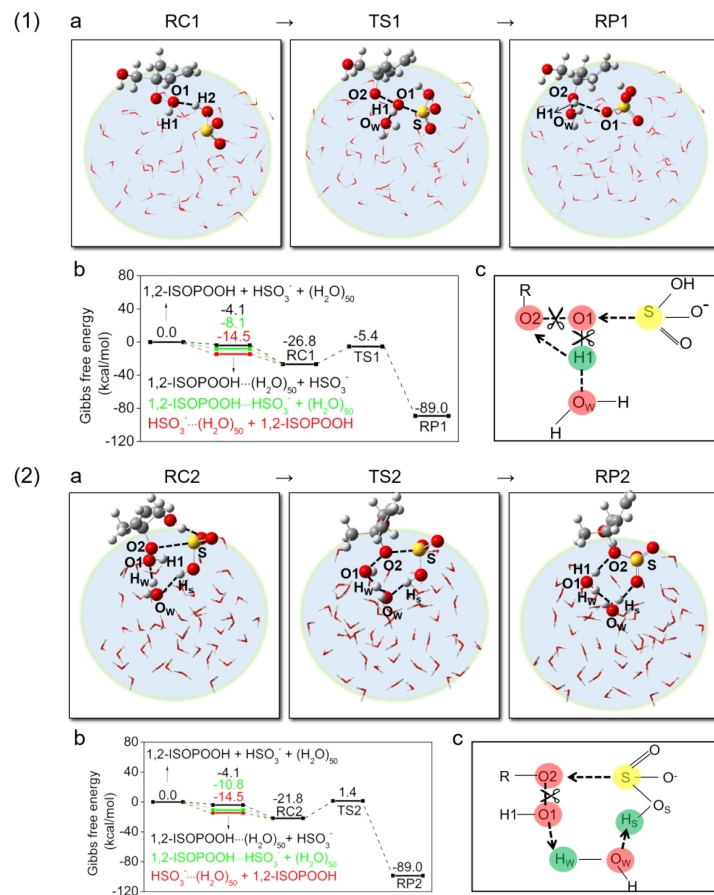 (1) RC1 → TS1 → RP1
a
O1 H2
H1
S
O2 O1
H1
Ow S
O2
H1
Ow O1
b
80
40
0
-40
-80
-120
Gibbs free energy
(kcal/mol)
1,2-ISOPOOH + HSO₃⁻ + (H₂O)₅₀
0.0
-4.1
-8.1
-14.5
-26.8
RC1
-5.4
TS1
-89.0
RP1
1,2-ISOPOOH···(H₂O)₅₀ + HSO₃⁻
1,2-ISOPOOH···HSO₃⁻ + (H₂O)₅₀
HSO₃⁻···(H₂O)₅₀ + 1,2-ISOPOOH
c
R OH
O2 O1 S O⁻
O
H1
Ow H
H
(2) RC2 → TS2 → RP2
a
O2 S
O1 H1
Hw Hs
Ow
O1 O2 S
Hw Hs
Ow
O2 S
H1
O1
Hw Hs
Ow
b
80
40
0
-40
-80
-120
Gibbs free energy
(kcal/mol)
1,2-ISOPOOH + HSO₃⁻ + (H₂O)₅₀
0.0
-4.1
-10.8
-14.5
-21.8
RC2
1.4
TS2
-89.0
RP2
1,2-ISOPOOH···(H₂O)₅₀ + HSO₃⁻
1,2-ISOPOOH···HSO₃⁻ + (H₂O)₅₀
HSO₃⁻···(H₂O)₅₀ + 1,2-ISOPOOH
c
O
R O2 S O⁻
H1 O1 Hs Os
Hw Ow
H